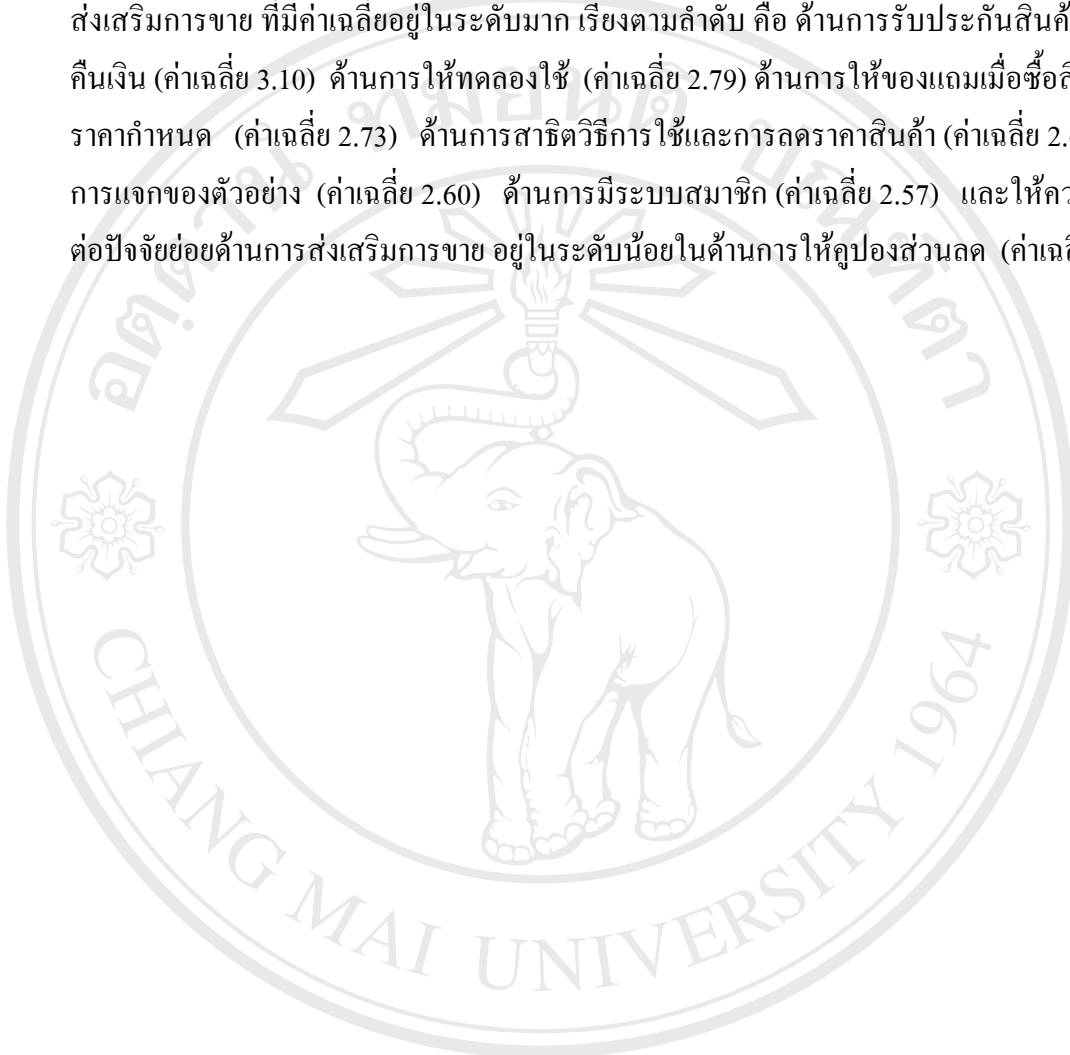 ส่งเสริมการขาย ที่มีค่าเฉลี่ยอยู่ในระดับมาก เรียงตามลำดับ คือ ด้านการรับประกันสินค้
คืนเงิน (ค่าเฉลี่ย 3.10) ด้านการให้ทดลองใช้ (ค่าเฉลี่ย 2.79) ด้านการให้ของแถมเมื่อซื้อสิ
ราคากำหนด (ค่าเฉลี่ย 2.73) ด้านการสาธิตวิธีการใช้และการลดราคาสินค้า (ค่าเฉลี่ย 2.
การแจกของตัวอย่าง (ค่าเฉลี่ย 2.60) ด้านการมีระบบสมาชิก (ค่าเฉลี่ย 2.57) และให้คว
ต่อปัจจัยย่อยด้านการส่งเสริมการขาย อยู่ในระดับน้อยในด้านการให้คูปองส่วนลด (ค่าเฉลี่
อตฺตานํ ทมยนฺติ ปณฺฑิตา
CHIANG MAI UNIVERSITY 1964